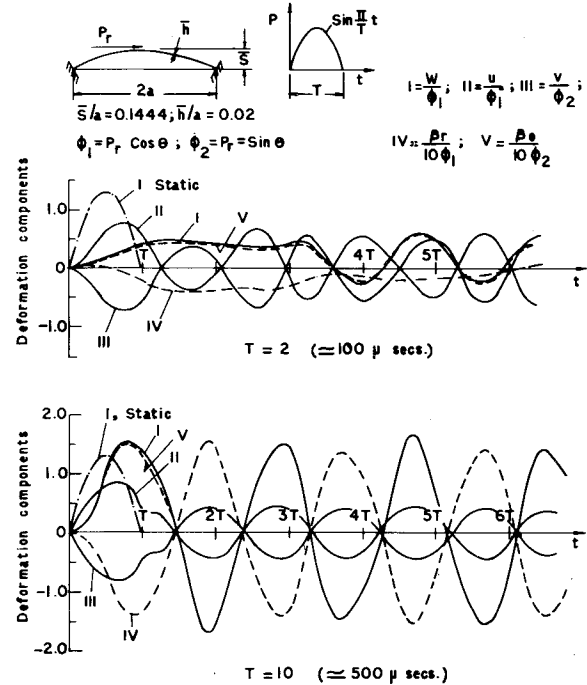 P_r
h̄
S̄
2a
P
Sin π/T t
T
t
S̄/a = 0.1444; h̄/a = 0.02
ϕ₁ = P_r Cos θ ; ϕ₂ = P_r = Sin θ
I = W/ϕ₁ ; II = u/ϕ₁ ; III = v/ϕ₂ ;
IV = βr/10ϕ₁ ; V = βθ/10ϕ₂
Deformation components
1.0
0
-1.0
I Static
II
I
V
III
IV
T
4T
5T
t
T = 2 (≃100 μ secs.)
Deformation components
2.0
1.0
0
-1.0
-2.0
I, Static
I
V
II
III
IV
T
2T
3T
4T
5T
6T
t
T = 10 (≃ 500 μ secs.)